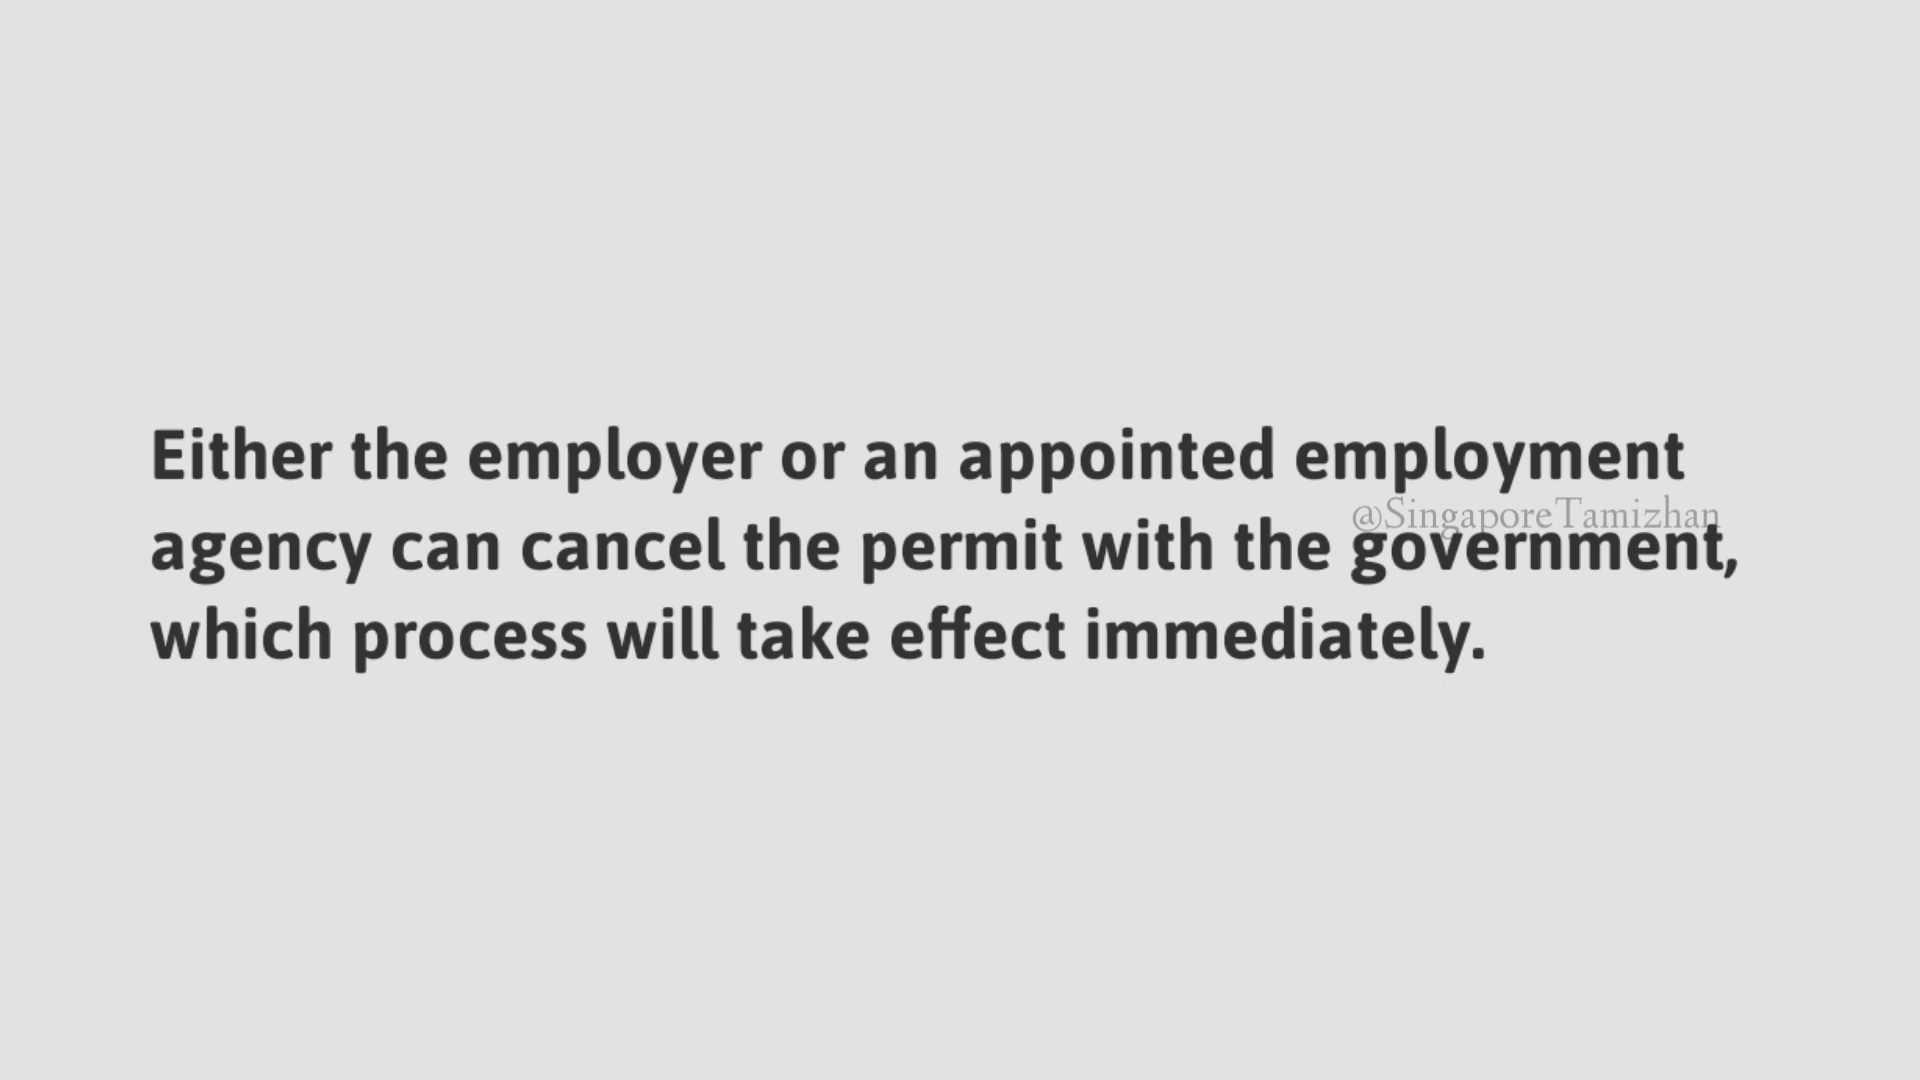 Either the employer or an appointed employment
@SingaporeTamizhan
agency can cancel the permit with the government,
which process will take effect immediately.